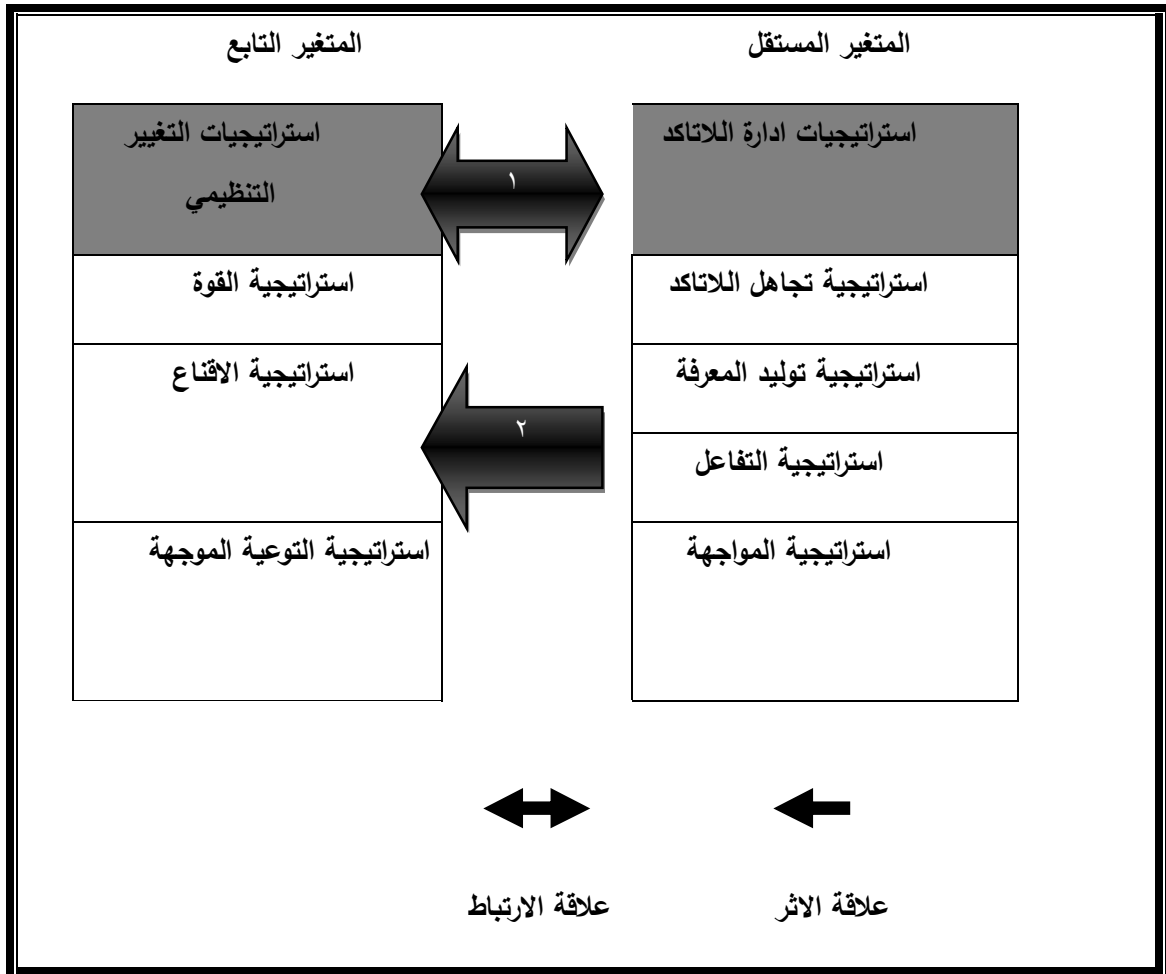 المتغير المستقل
المتغير التابع
استراتيجيات ادارة اللاتاكد
استراتيجية تجاهل اللاتاكد
استراتيجية توليد المعرفة
استراتيجية التفاعل
استراتيجية المواجهة
١
٢
استراتيجيات التغيير
التنظيمي
استراتيجية القوة
استراتيجية الاقناع
استراتيجية التوعية الموجهة
علاقة الاثر
علاقة الارتباط